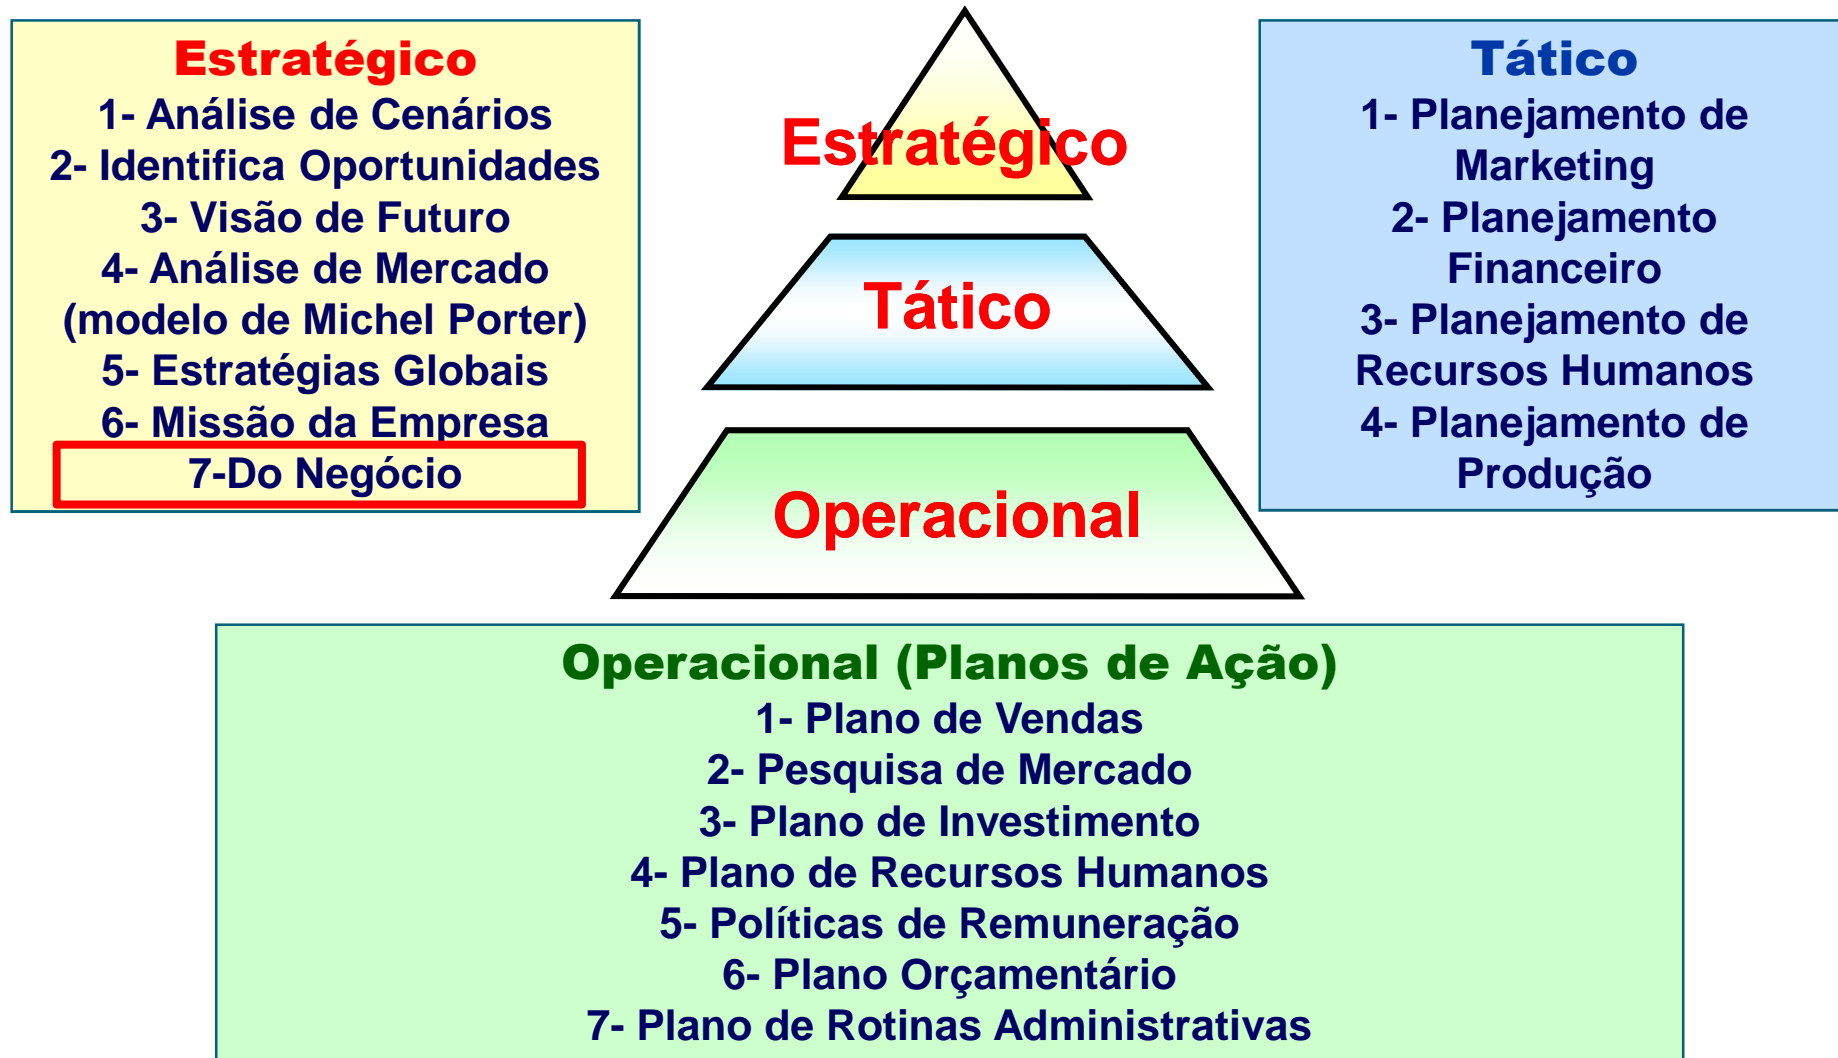 Estratégico
1- Análise de Cenários
2- Identifica Oportunidades
3- Visão de Futuro
4- Análise de Mercado
(modelo de Michel Porter)
5- Estratégias Globais
6- Missão da Empresa
7-Do Negócio
Estratégico
Tático
Operacional
Tático
1- Planejamento de
Marketing
2- Planejamento
Financeiro
3- Planejamento de
Recursos Humanos
4- Planejamento de
Produção
Operacional (Planos de Ação)
1- Plano de Vendas
2- Pesquisa de Mercado
3- Plano de Investimento
4- Plano de Recursos Humanos
5- Políticas de Remuneração
6- Plano Orçamentário
7- Plano de Rotinas Administrativas